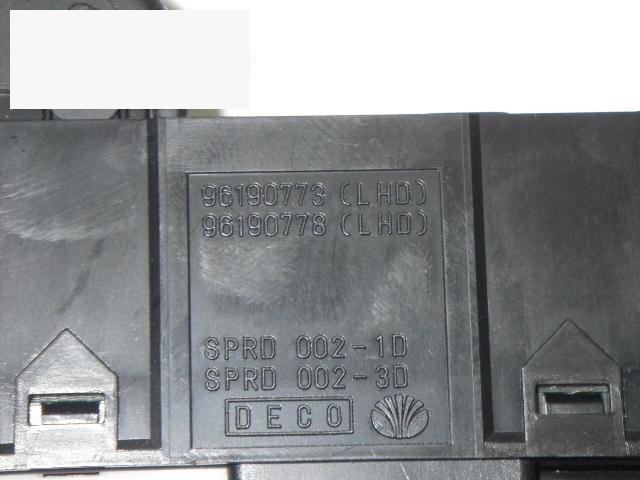 96190773 (LHD)
96190778 (LHD)
SPRD 002-1D
SPRD 002-3D
DECO